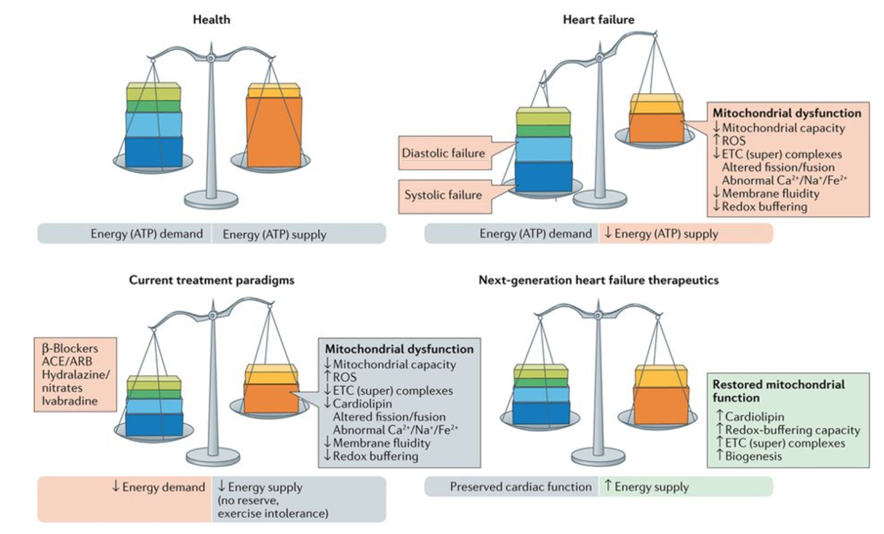 Health
Energy (ATP) demand
Energy (ATP) supply
Heart failure
Diastolic failure
Systolic failure
Mitochondrial dysfunction
↓Mitochondrial capacity
↑ROS
↓ETC (super) complexes
Altered fission/fusion
Abnormal Ca²⁺/Na⁺/Fe²⁺
↓Membrane fluidity
↓Redox buffering
Energy (ATP) demand
↓ Energy (ATP) supply
Current treatment paradigms
β-Blockers
ACE/ARB
Hydralazine/
nitrates
Ivabradine
Mitochondrial dysfunction
↓Mitochondrial capacity
↑ROS
↓ETC (super) complexes
↓Cardiolipin
Altered fission/fusion
Abnormal Ca²⁺/Na⁺/Fe²⁺
↓Membrane fluidity
↓Redox buffering
↓ Energy demand
↓ Energy supply
(no reserve,
exercise intolerance)
Next-generation heart failure therapeutics
Restored mitochondrial
function
↑Cardiolipin
↑Redox-buffering capacity
↑ETC (super) complexes
↑Biogenesis
Preserved cardiac function
↑ Energy supply